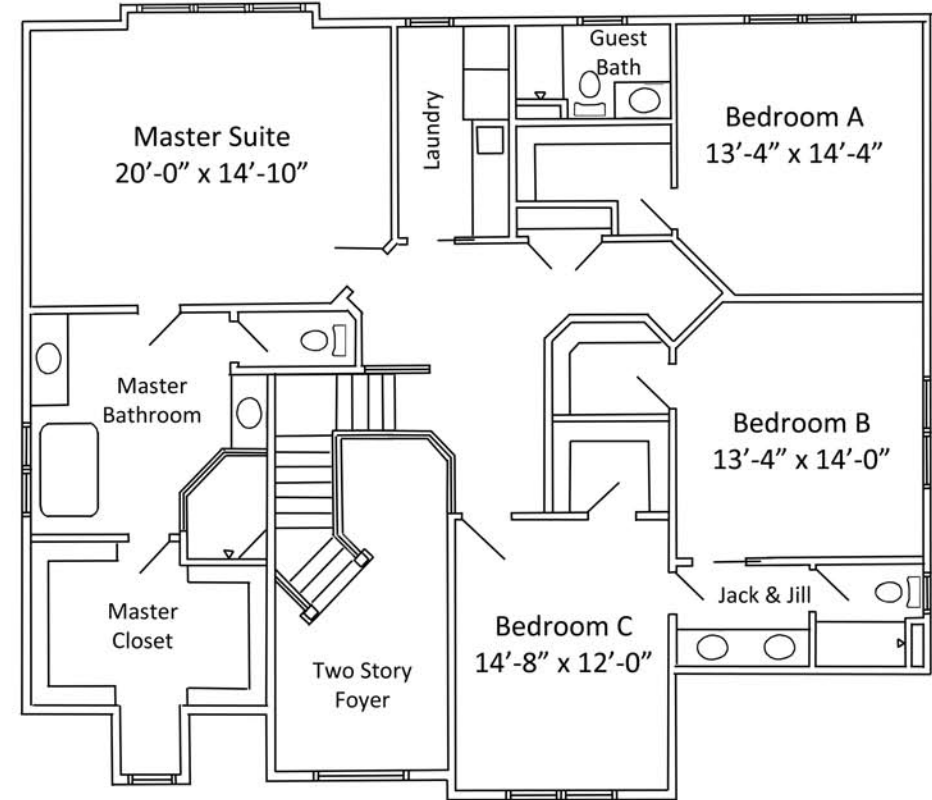 Master Suite
20’-0” x 14’-10”
Laundry
Guest
Bath
Bedroom A
13’-4” x 14’-4”
Master
Bathroom
Bedroom B
13’-4” x 14’-0”
Master
Closet
Two Story
Foyer
Bedroom C
14’-8” x 12’-0”
Jack & Jill